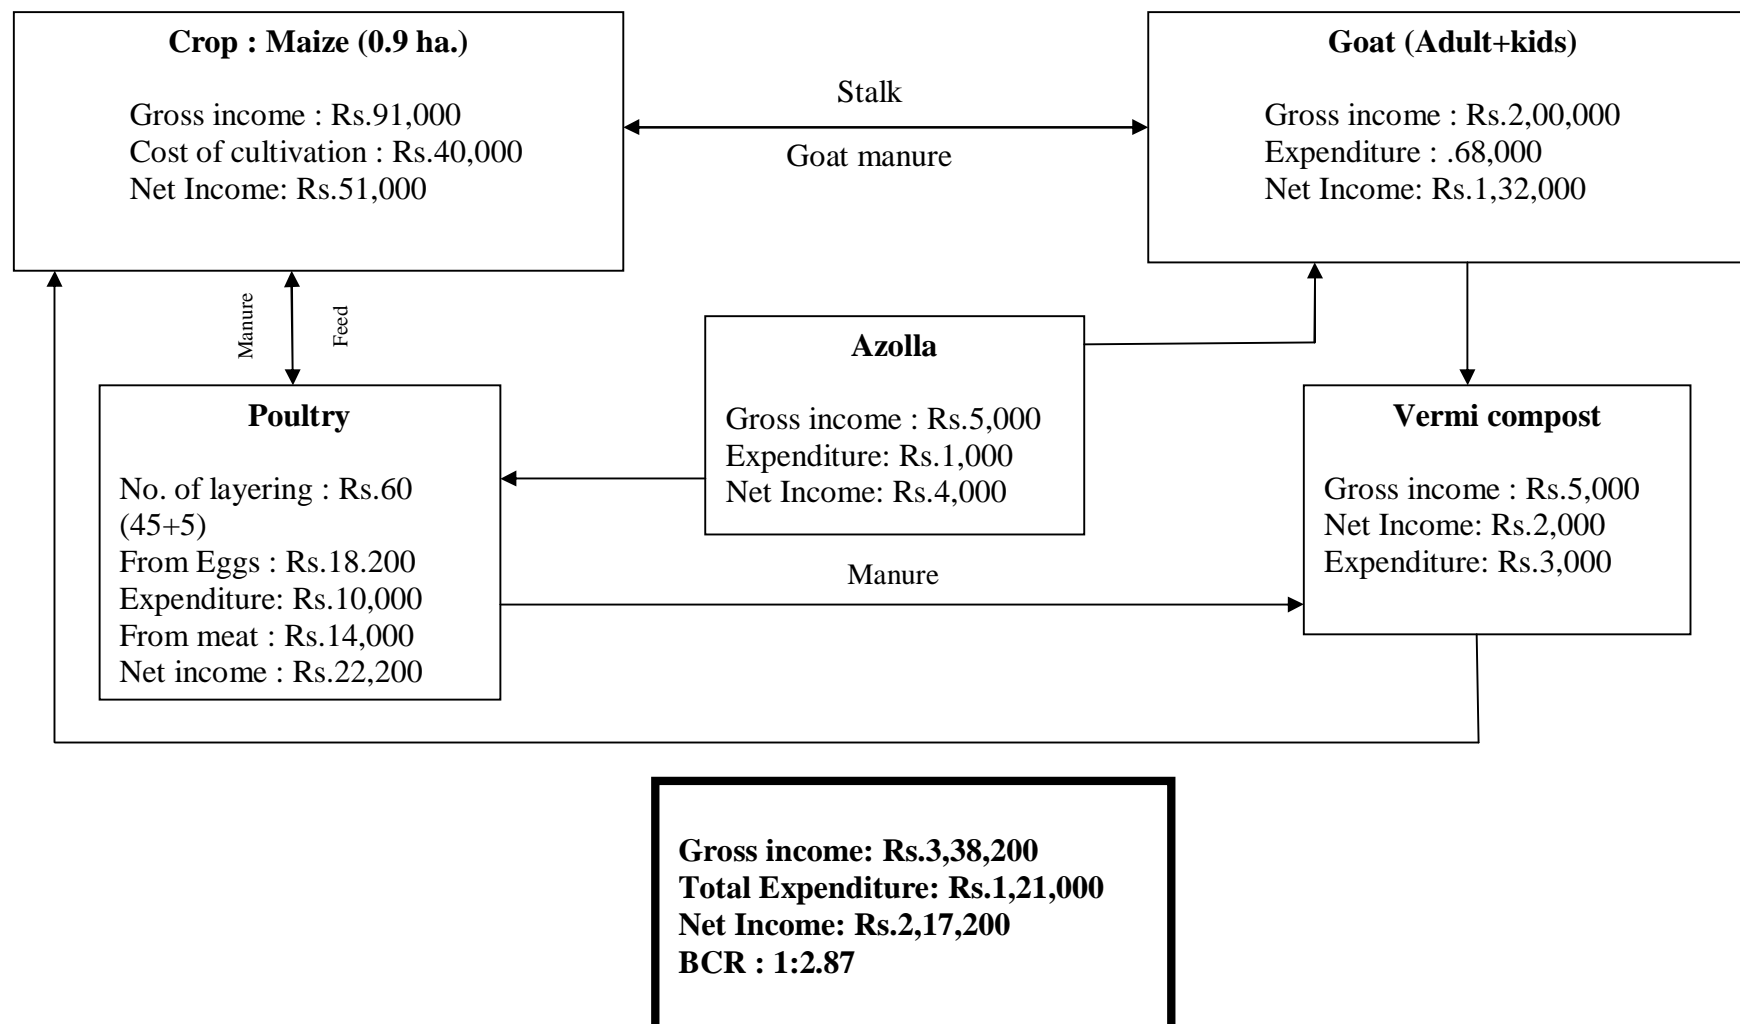 Crop : Maize (0.9 ha.)
Gross income : Rs.91,000
Cost of cultivation : Rs.40,000
Net Income: Rs.51,000
Stalk
Goat manure
Goat (Adult+kids)
Gross income : Rs.2,00,000
Expenditure : .68,000
Net Income: Rs.1,32,000
Manure
Feed
Azolla
Gross income : Rs.5,000
Expenditure: Rs.1,000
Net Income: Rs.4,000
Poultry
No. of layering : Rs.60
(45+5)
From Eggs : Rs.18.200
Expenditure: Rs.10,000
From meat : Rs.14,000
Net income : Rs.22,200
Manure
Vermi compost
Gross income : Rs.5,000
Net Income: Rs.2,000
Expenditure: Rs.3,000
Gross income: Rs.3,38,200
Total Expenditure: Rs.1,21,000
Net Income: Rs.2,17,200
BCR : 1:2.87